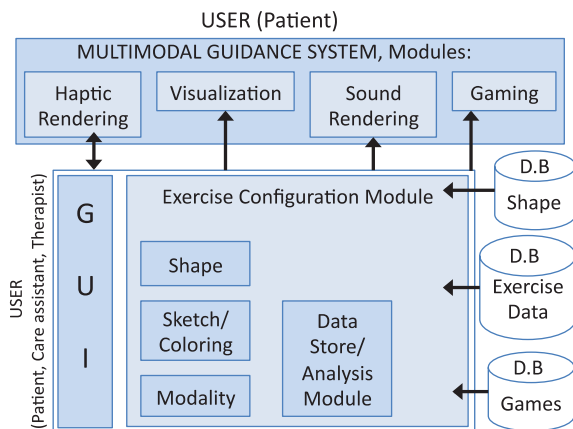 USER (Patient)
MULTIMODAL GUIDANCE SYSTEM, Modules:
Haptic
Rendering
Visualization
Sound
Rendering
Gaming
USER
(Patient, Care assistant, Therapist)
G
U
I
Exercise Configuration Module
Shape
Sketch/
Coloring
Modality
Data
Store/
Analysis
Module
D.B
Shape
D.B
Exercise
Data
D.B
Games